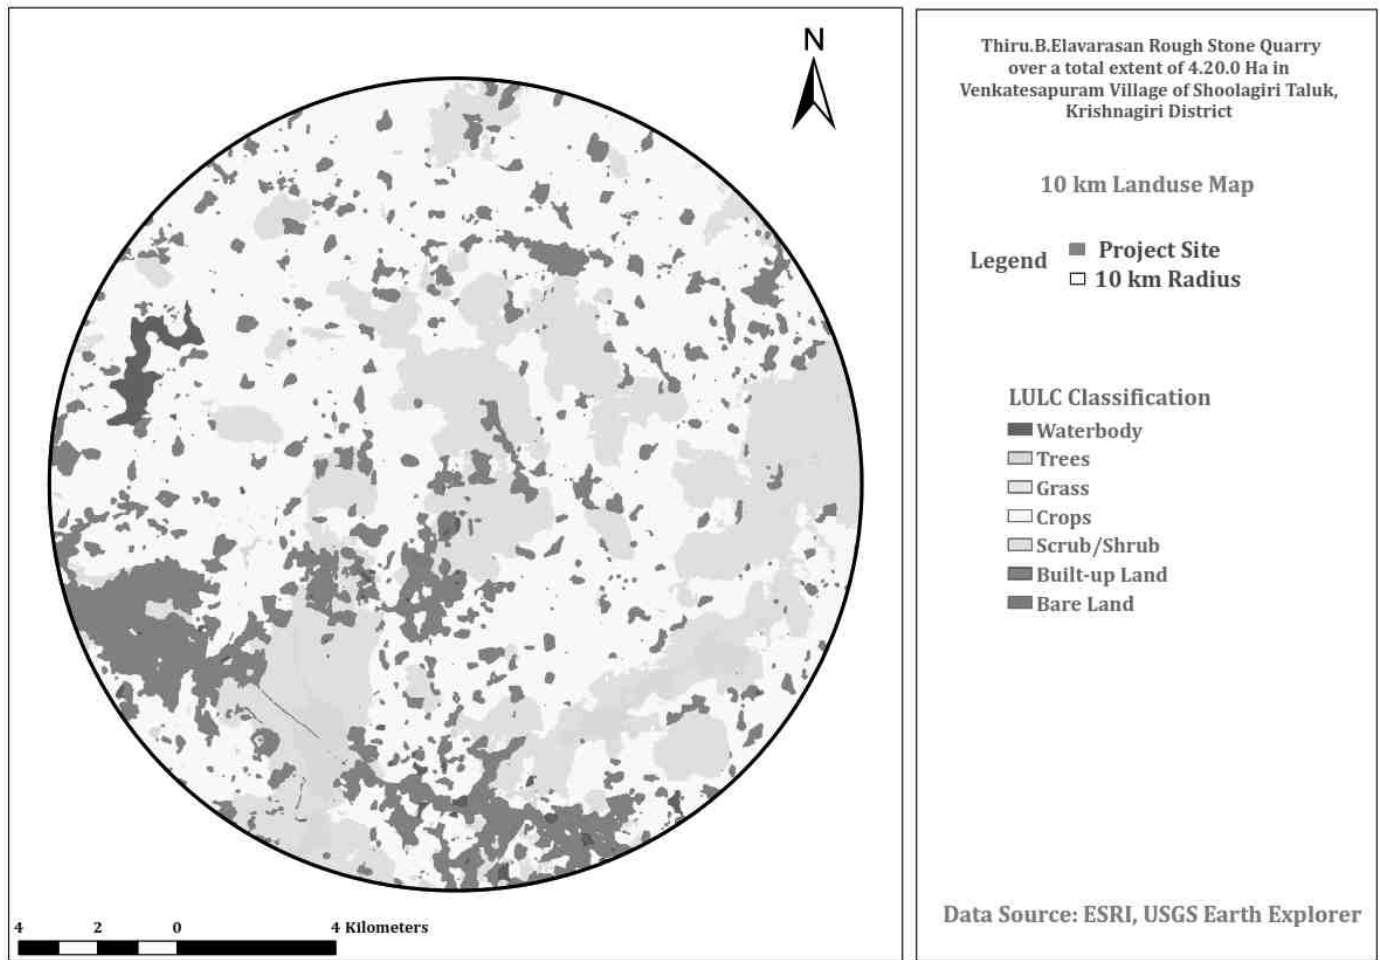 N
4 2 0 4 Kilometers
Thiru.B.Elavarasan Rough Stone Quarry
over a total extent of 4.20.0 Ha in
Venkatesapuram Village of Shoolagiri Taluk,
Krishnagiri District
10 km Landuse Map
Legend
Project Site
10 km Radius
LULC Classification
Waterbody
Trees
Grass
Crops
Scrub/Shrub
Built-up Land
Bare Land
Data Source: ESRI, USGS Earth Explorer